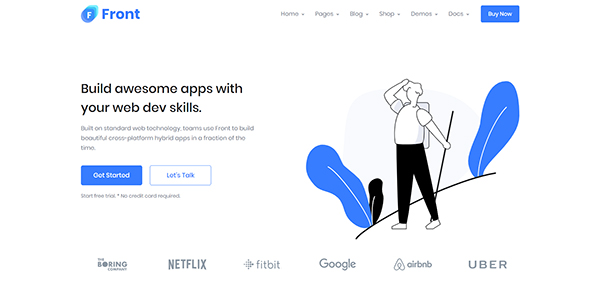 F Front
Home Pages Blog Shop Demos Docs Buy Now
Build awesome apps with
your web dev skills.
Built on standard web technology, teams use Front to build
beautiful cross-platform hybrid apps in a fraction of the
time.
Get Started Let's Talk
Start free trial. * No credit card required.
THE BORING COMPANY NETFLIX fitbit Google airbnb UBER